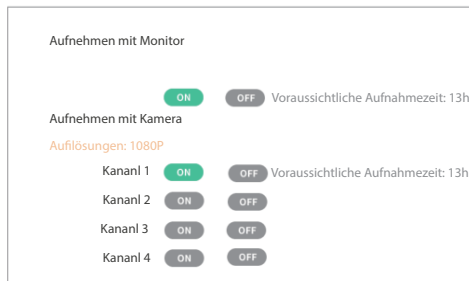 Aufnehmen mit Monitor
ON OFF Voraussichtliche Aufnahmezeit: 13h
Aufnehmen mit Kamera
Aufilösungen: 1080P
Kananl 1 ON OFF Voraussichtliche Aufnahmezeit: 13h
Kananl 2 ON OFF
Kananl 3 ON OFF
Kananl 4 ON OFF